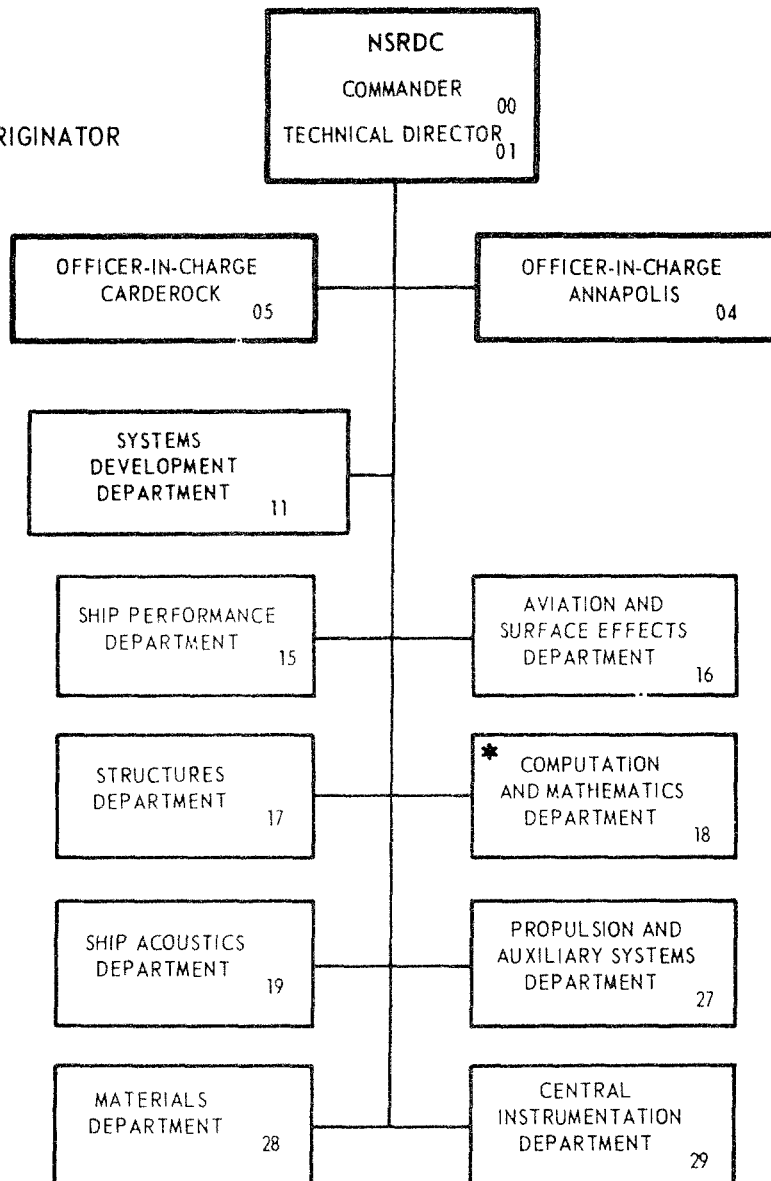 NSRDC
COMMANDER
00
TECHNICAL DIRECTOR
01
RIGINATOR
OFFICER-IN-CHARGE
CARDEROCK
05
OFFICER-IN-CHARGE
ANNAPOLIS
04
SYSTEMS
DEVELOPMENT
DEPARTMENT
11
SHIP PERFORMANCE
DEPARTMENT
15
AVIATION AND
SURFACE EFFECTS
DEPARTMENT
16
STRUCTURES
DEPARTMENT
17
* COMPUTATION
AND MATHEMATICS
DEPARTMENT
18
SHIP ACOUSTICS
DEPARTMENT
19
PROPULSION AND
AUXILIARY SYSTEMS
DEPARTMENT
27
MATERIALS
DEPARTMENT
28
CENTRAL
INSTRUMENTATION
DEPARTMENT
29